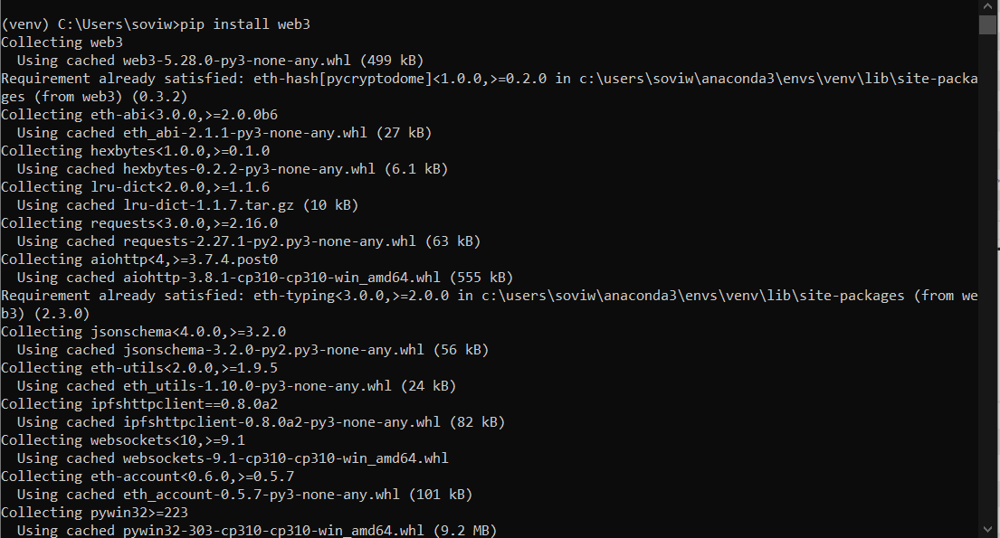 (venv) C:\Users\soviw>pip install web3
Collecting web3
  Using cached web3-5.28.0-py3-none-any.whl (499 kB)
Requirement already satisfied: eth-hash[pycryptodome]<1.0.0,>=0.2.0 in c:\users\soviw\anaconda3\envs\venv\lib\site-packa
ges (from web3) (0.3.2)
Collecting eth-abi<3.0.0,>=2.0.0b6
  Using cached eth_abi-2.1.1-py3-none-any.whl (27 kB)
Collecting hexbytes<1.0.0,>=0.1.0
  Using cached hexbytes-0.2.2-py3-none-any.whl (6.1 kB)
Collecting lru-dict<2.0.0,>=1.1.6
  Using cached lru-dict-1.1.7.tar.gz (10 kB)
Collecting requests<3.0.0,>=2.16.0
  Using cached requests-2.27.1-py2.py3-none-any.whl (63 kB)
Collecting aiohttp<4,>=3.7.4.post0
  Using cached aiohttp-3.8.1-cp310-cp310-win_amd64.whl (555 kB)
Requirement already satisfied: eth-typing<3.0.0,>=2.0.0 in c:\users\soviw\anaconda3\envs\venv\lib\site-packages (from we
b3) (2.3.0)
Collecting jsonschema<4.0.0,>=3.2.0
  Using cached jsonschema-3.2.0-py2.py3-none-any.whl (56 kB)
Collecting eth-utils<2.0.0,>=1.9.5
  Using cached eth_utils-1.10.0-py3-none-any.whl (24 kB)
Collecting ipfshttpclient==0.8.0a2
  Using cached ipfshttpclient-0.8.0a2-py3-none-any.whl (82 kB)
Collecting websockets<10,>=9.1
  Using cached websockets-9.1-cp310-cp310-win_amd64.whl
Collecting eth-account<0.6.0,>=0.5.7
  Using cached eth_account-0.5.7-py3-none-any.whl (101 kB)
Collecting pywin32>=223
  Using cached pywin32-303-cp310-cp310-win_amd64.whl (9.2 MB)